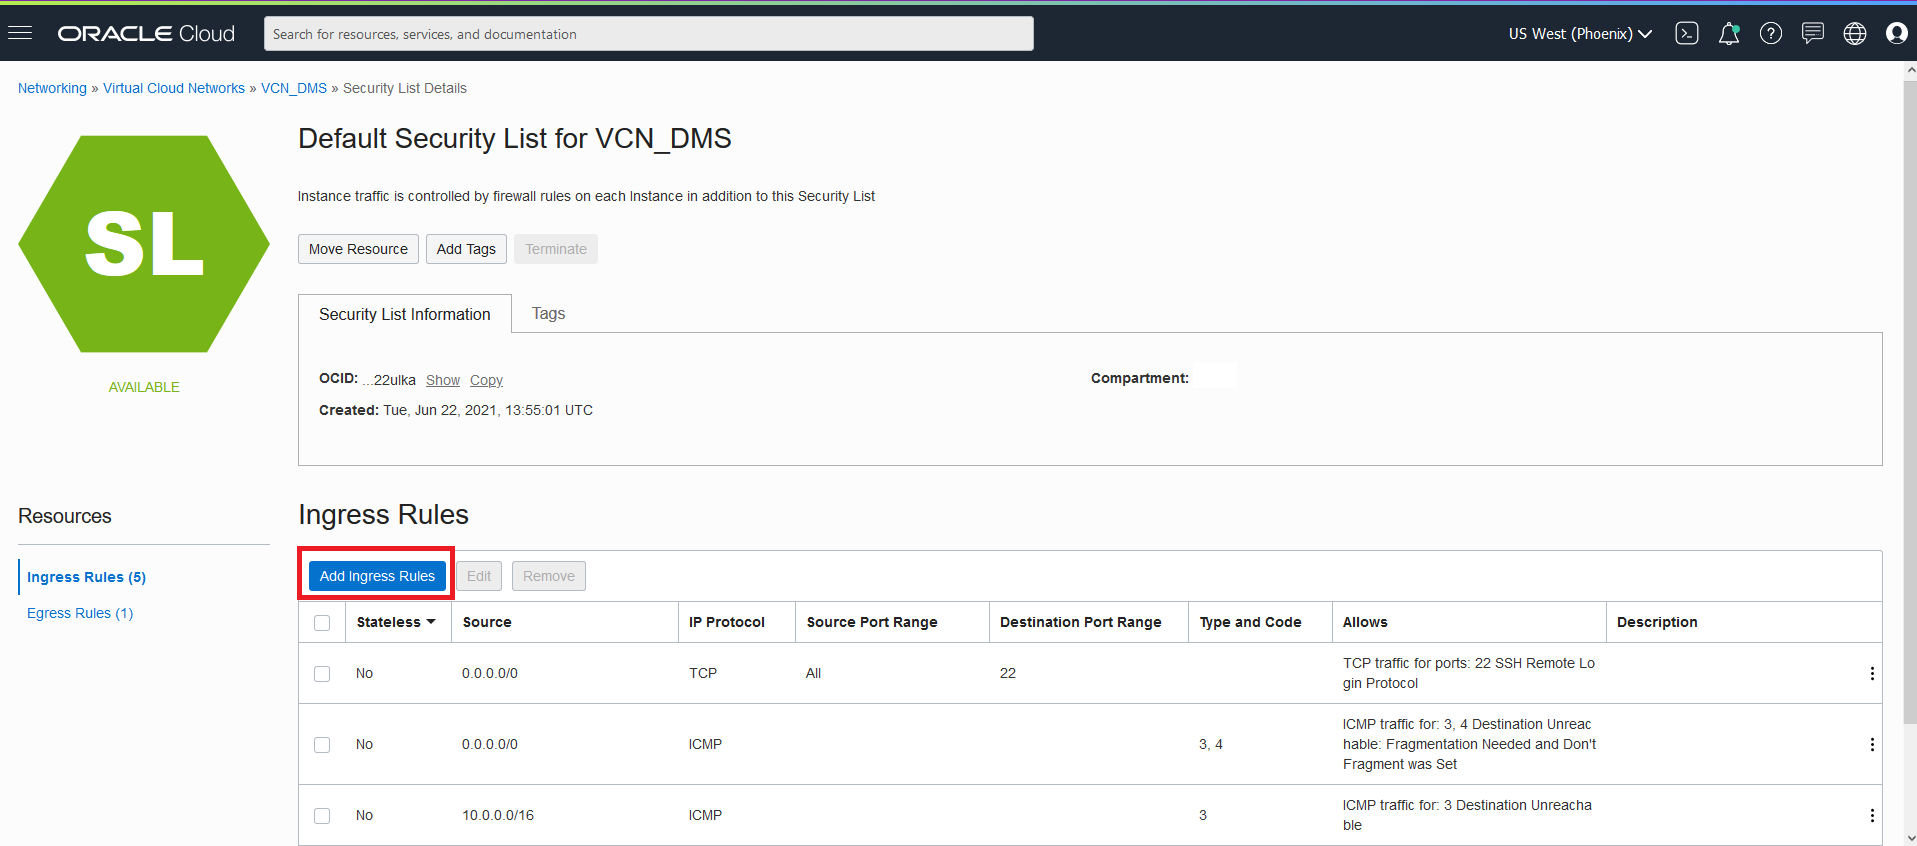 ORACLE Cloud
Search for resources, services, and documentation
US West (Phoenix)
Networking » Virtual Cloud Networks » VCN_DMS » Security List Details
SL
AVAILABLE
Default Security List for VCN_DMS
Instance traffic is controlled by firewall rules on each Instance in addition to this Security List
Move Resource Add Tags Terminate
Security List Information Tags
OCID: ...22ulka Show Copy
Compartment:
Created: Tue, Jun 22, 2021, 13:55:01 UTC
Resources
Ingress Rules (5)
Egress Rules (1)
Ingress Rules
Add Ingress Rules Edit Remove
Stateless Source IP Protocol Source Port Range Destination Port Range Type and Code Allows Description
No 0.0.0.0/0 TCP All 22 TCP traffic for ports: 22 SSH Remote Lo
gin Protocol
No 0.0.0.0/0 ICMP 3, 4 ICMP traffic for: 3, 4 Destination Unreac
hable: Fragmentation Needed and Don't
Fragment was Set
No 10.0.0.0/16 ICMP 3 ICMP traffic for: 3 Destination Unreacha
ble